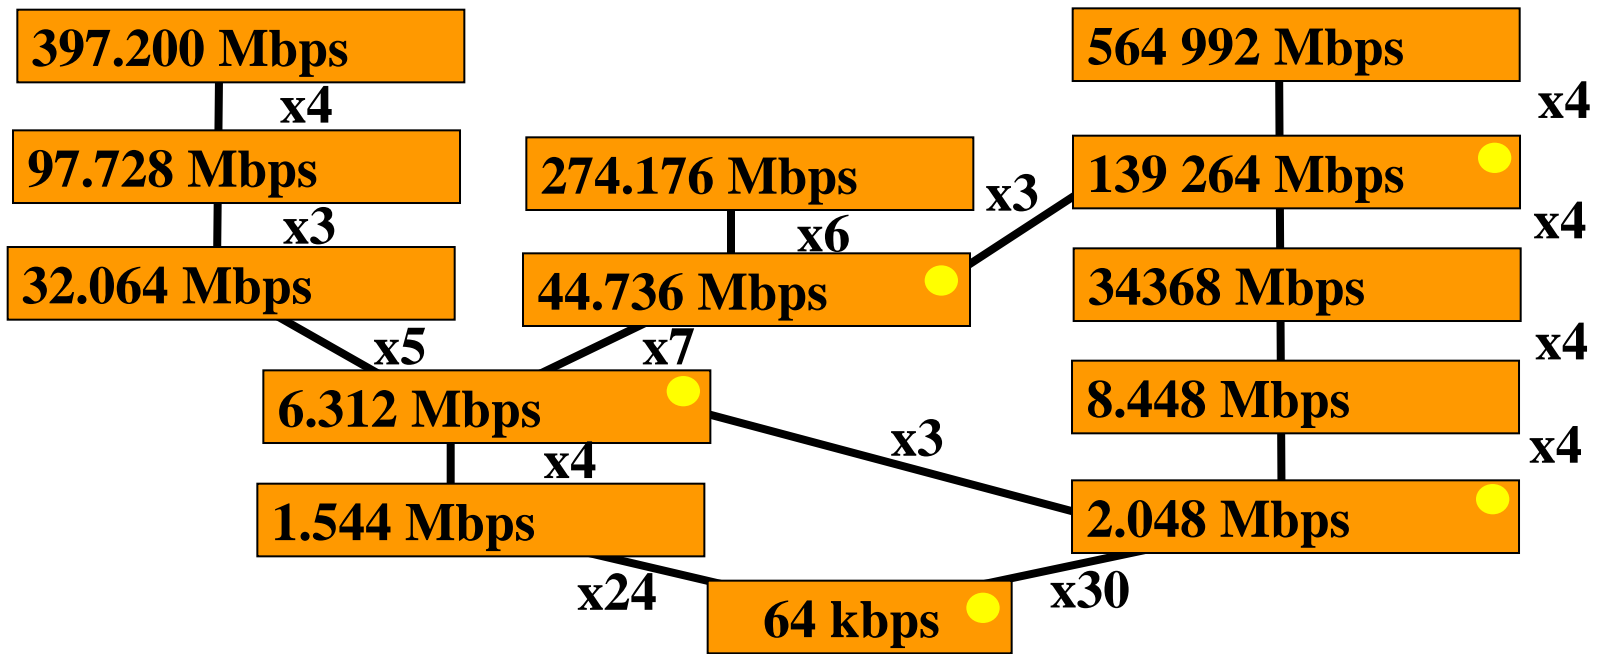 397.200 Mbps
564 992 Mbps
x4
x4
97.728 Mbps
274.176 Mbps
139 264 Mbps
x3
x3
x6
x4
32.064 Mbps
44.736 Mbps
34368 Mbps
x5
x7
x4
6.312 Mbps
8.448 Mbps
x4
x3
x4
1.544 Mbps
2.048 Mbps
x24
x30
64 kbps